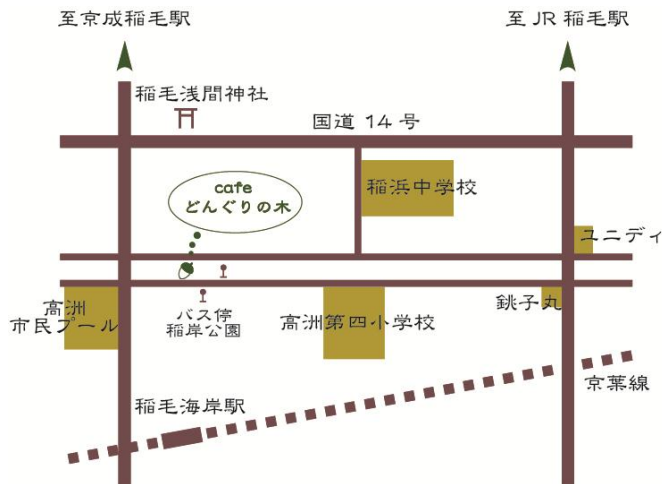 至京成稲毛駅
至JR稲毛駅
稲毛浅間神社
国道 14 号
cafe
どんぐりの木
稲浜中学校
ユニディ
高洲
市民プール
バス停
稲岸公園
高洲第四小学校
銚子丸
京葉線
稲毛海岸駅